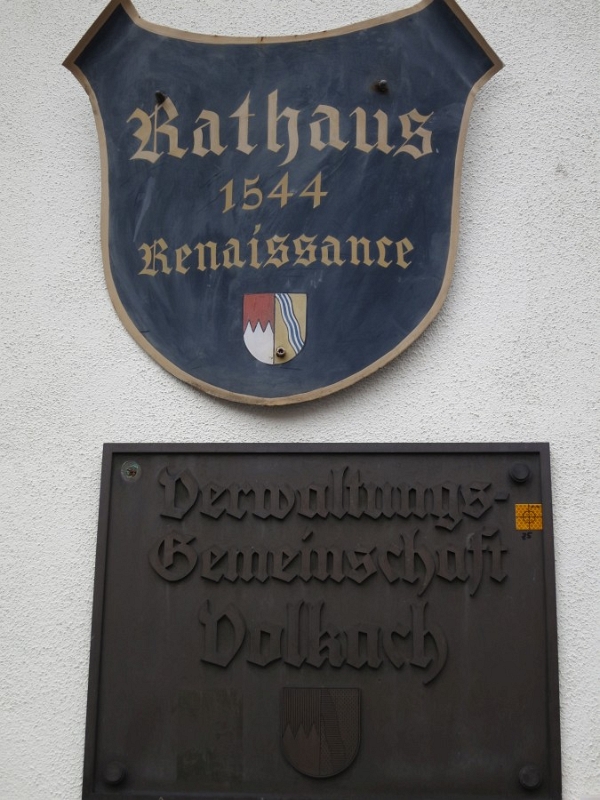 Rathaus
1544
Renaissance
Verwaltungs-
Gemeinschaft
Volkach